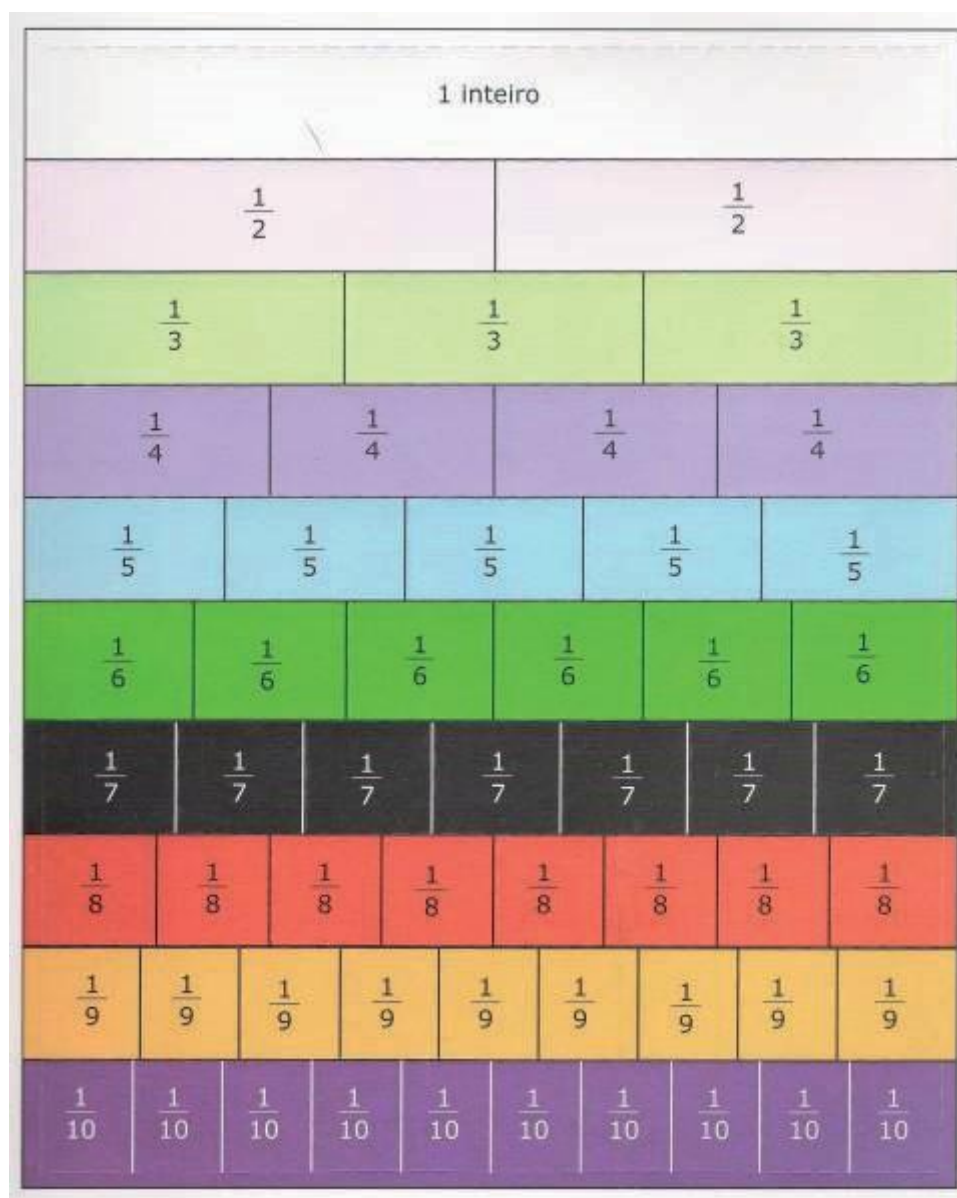 1 inteiro
1/2 1/2
1/3 1/3 1/3
1/4 1/4 1/4 1/4
1/5 1/5 1/5 1/5 1/5
1/6 1/6 1/6 1/6 1/6 1/6
1/7 1/7 1/7 1/7 1/7 1/7 1/7
1/8 1/8 1/8 1/8 1/8 1/8 1/8 1/8
1/9 1/9 1/9 1/9 1/9 1/9 1/9 1/9 1/9
1/10 1/10 1/10 1/10 1/10 1/10 1/10 1/10 1/10 1/10